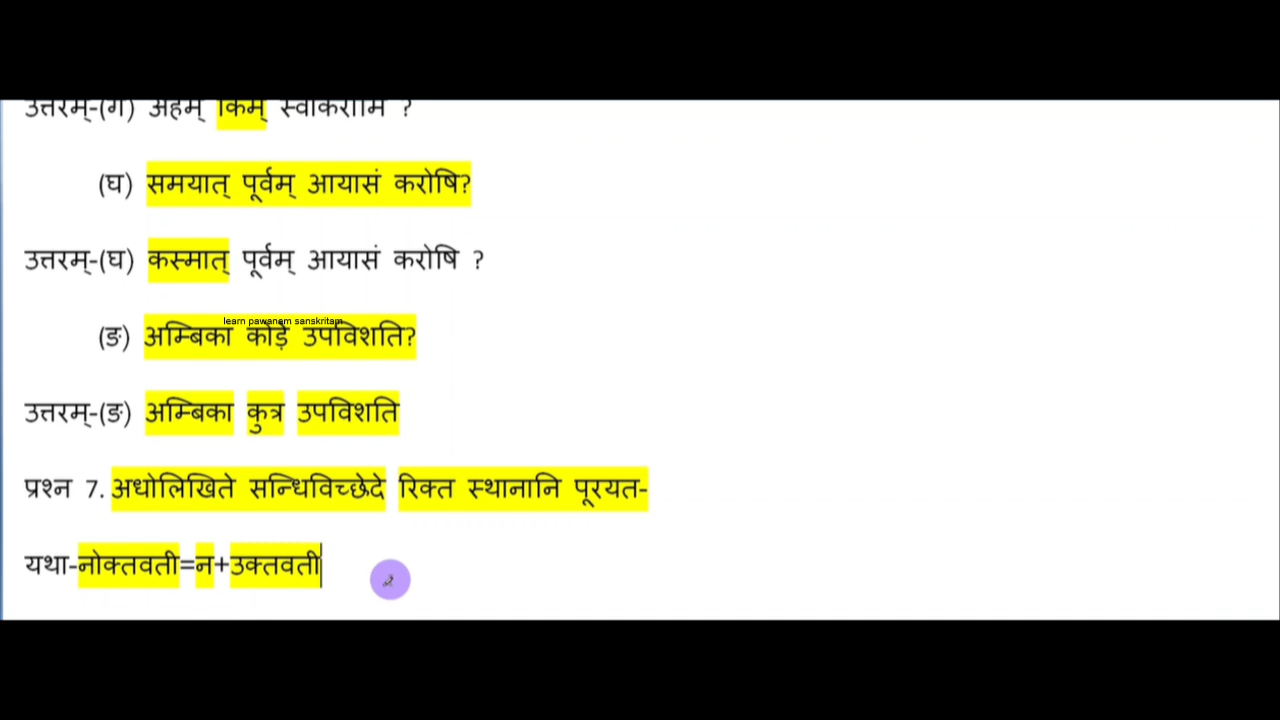 उत्तरम्-(ग) अहम् किम् स्वीकरोमि ?
(घ) समयात् पूर्वम् आयासं करोषि?
उत्तरम्-(घ) कस्मात् पूर्वम् आयासं करोषि ?
learn pawanam sanskritam
(ङ) अम्बिका कोड़े उपविशति?
उत्तरम्-(ङ) अम्बिका कुत्र उपविशति
प्रश्न 7. अधोलिखिते सन्धिविच्छेदे रिक्त स्थानानि पूरयत-
यथा-नोक्तवती=न+उक्तवती